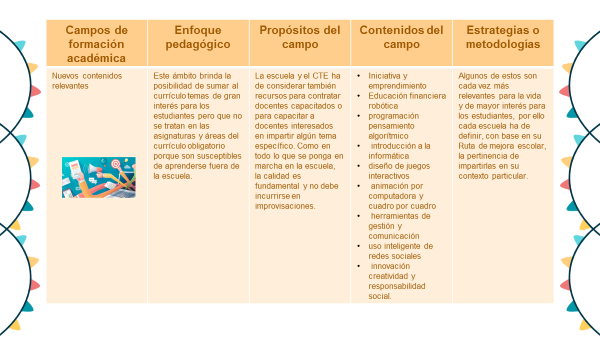 Campos de
formación
académica
Enfoque
pedagógico
Propósitos del
campo
Contenidos del
campo
Estrategias o
metodologías
Nuevos contenidos
relevantes
Este ámbito brinda la
posibilidad de sumar al
currículo temas de gran
interés para los
estudiantes pero que no
se tratan en las
asignaturas y áreas del
currículo obligatorio
porque son susceptibles
de aprenderse fuera de
la escuela.
La escuela y el CTE ha
de considerar también
recursos para contratar
docentes capacitados o
para capacitar a
docentes interesados
en impartir algún tema
específico. Como en
todo lo que se ponga en
marcha en la escuela,
la calidad es
fundamental y no debe
incurrirse en
improvisaciones.
• Iniciativa y
emprendimiento
• Educación financiera
robótica
• programación
pensamiento
algorítmico
• introducción a la
informática
• diseño de juegos
interactivos
• animación por
computadora y
cuadro por cuadro
• herramientas de
gestión y
comunicación
• uso inteligente de
redes sociales
• innovación
creatividad y
responsabilidad
social.
Algunos de estos son
cada vez más
relevantes para la vida
y de mayor interés para
los estudiantes, por ello
cada escuela ha de
definir, con base en su
Ruta de mejora escolar,
la pertinencia de
impartirlas en su
contexto particular.